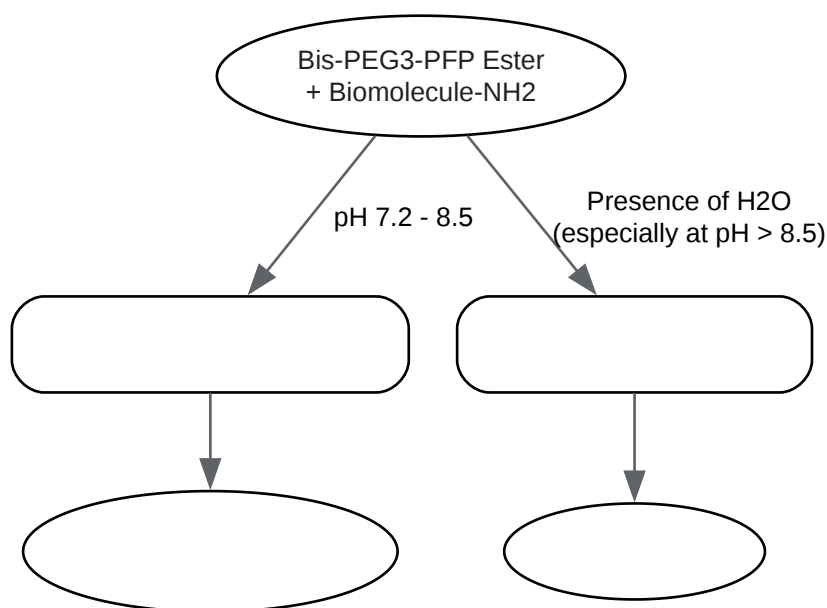 Bis-PEG3-PFP Ester
+ Biomolecule-NH2
pH 7.2 - 8.5
Presence of H2O
(especially at pH > 8.5)